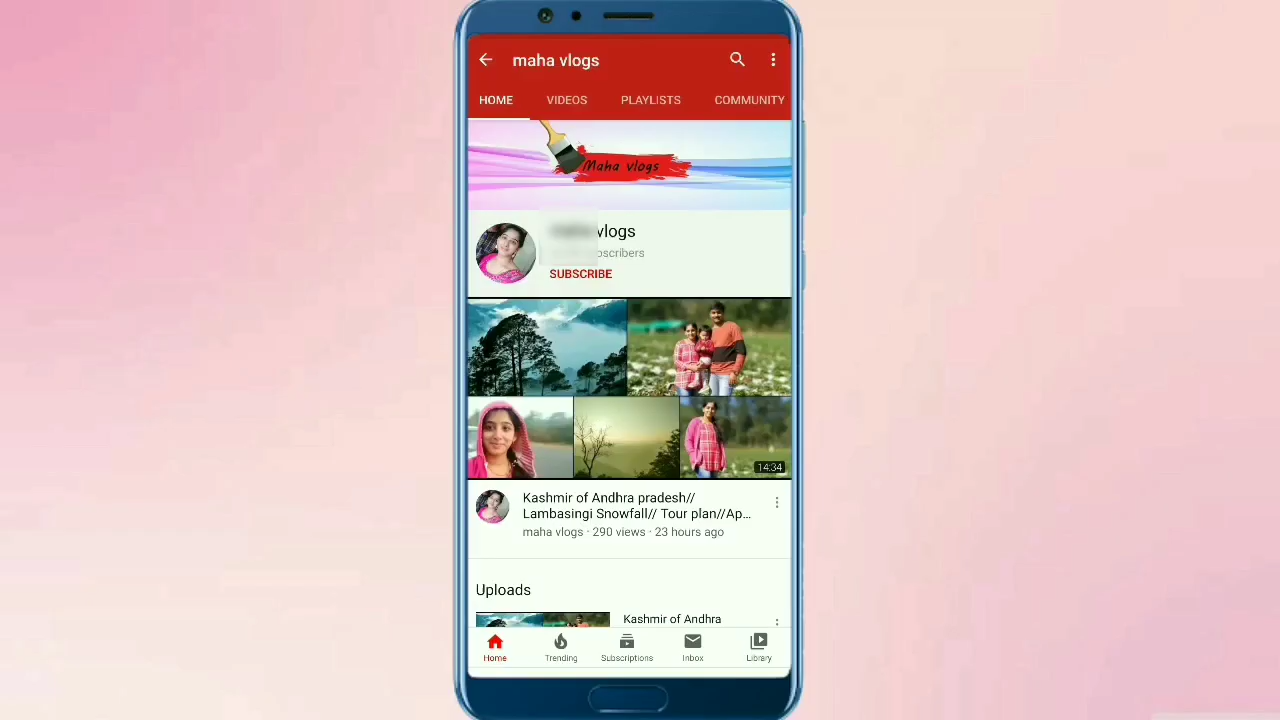 maha vlogs
HOME VIDEOS PLAYLISTS COMMUNITY
Maha vlogs
vlogs
SUBSCRIBE
14:34
Kashmir of Andhra pradesh//
Lambasingi Snowfall// Tour plan//Ap...
maha vlogs · 290 views · 23 hours ago
Uploads
Kashmir of Andhra
Home Trending Subscriptions Inbox Library